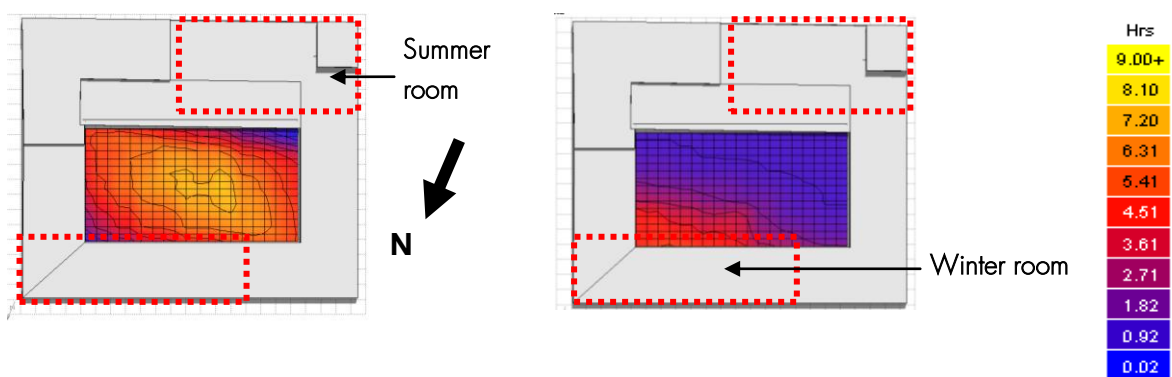 Summer
room
N
Winter room
Hrs
9.00+
8.10
7.20
6.31
5.41
4.51
3.61
2.71
1.82
0.92
0.02